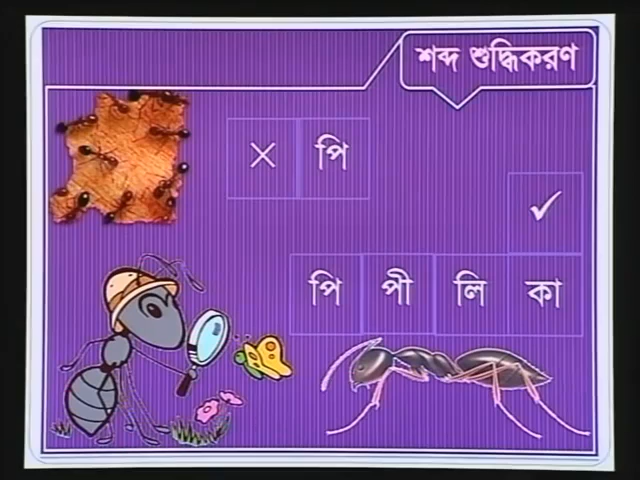 শব্দ শুদ্ধিকরণ
× পি
✓
পি পী লি কা